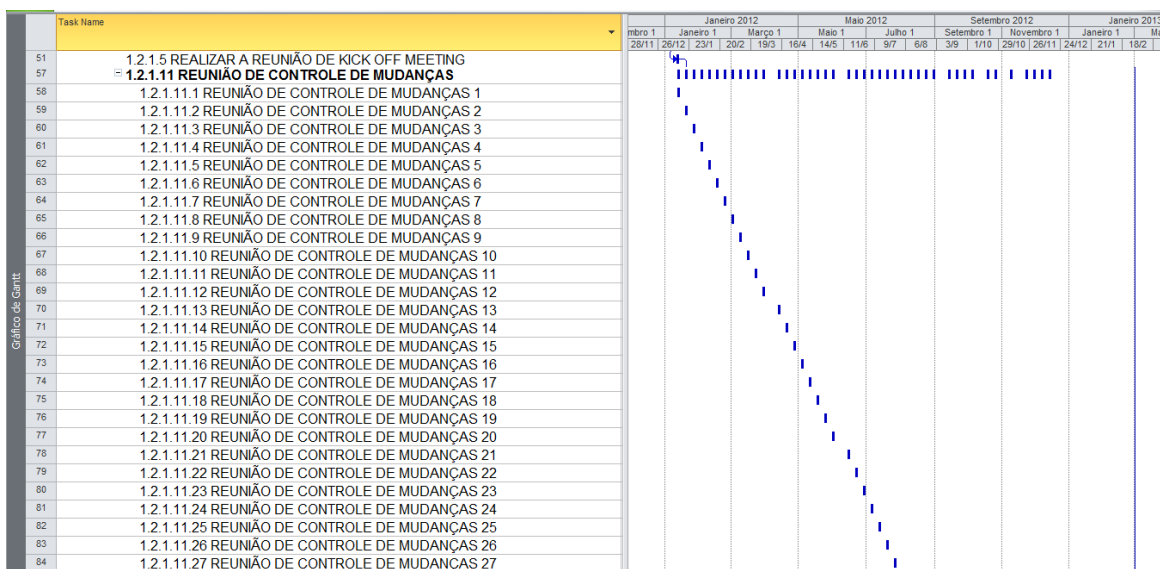 Task Name
Janeiro 2012 Maio 2012 Setembro 2012 Janeiro 2013
mbro 1 Janeiro 1 Março 1 Maio 1 Julho 1 Setembro 1 Novembro 1 Janeiro 1 Ma
28/11 26/12 23/1 20/2 19/3 16/4 14/5 11/6 9/7 6/8 3/9 1/10 29/10 26/11 24/12 21/1 18/2
51 1.2.1.5 REALIZAR A REUNIÃO DE KICK OFF MEETING
57 1.2.1.11 REUNIÃO DE CONTROLE DE MUDANÇAS
58 1.2.1.11.1 REUNIÃO DE CONTROLE DE MUDANÇAS 1
59 1.2.1.11.2 REUNIÃO DE CONTROLE DE MUDANÇAS 2
60 1.2.1.11.3 REUNIÃO DE CONTROLE DE MUDANÇAS 3
61 1.2.1.11.4 REUNIÃO DE CONTROLE DE MUDANÇAS 4
62 1.2.1.11.5 REUNIÃO DE CONTROLE DE MUDANÇAS 5
63 1.2.1.11.6 REUNIÃO DE CONTROLE DE MUDANÇAS 6
64 1.2.1.11.7 REUNIÃO DE CONTROLE DE MUDANÇAS 7
65 1.2.1.11.8 REUNIÃO DE CONTROLE DE MUDANÇAS 8
66 1.2.1.11.9 REUNIÃO DE CONTROLE DE MUDANÇAS 9
67 1.2.1.11.10 REUNIÃO DE CONTROLE DE MUDANÇAS 10
68 1.2.1.11.11 REUNIÃO DE CONTROLE DE MUDANÇAS 11
69 1.2.1.11.12 REUNIÃO DE CONTROLE DE MUDANÇAS 12
70 1.2.1.11.13 REUNIÃO DE CONTROLE DE MUDANÇAS 13
71 1.2.1.11.14 REUNIÃO DE CONTROLE DE MUDANÇAS 14
72 1.2.1.11.15 REUNIÃO DE CONTROLE DE MUDANÇAS 15
73 1.2.1.11.16 REUNIÃO DE CONTROLE DE MUDANÇAS 16
74 1.2.1.11.17 REUNIÃO DE CONTROLE DE MUDANÇAS 17
75 1.2.1.11.18 REUNIÃO DE CONTROLE DE MUDANÇAS 18
76 1.2.1.11.19 REUNIÃO DE CONTROLE DE MUDANÇAS 19
77 1.2.1.11.20 REUNIÃO DE CONTROLE DE MUDANÇAS 20
78 1.2.1.11.21 REUNIÃO DE CONTROLE DE MUDANÇAS 21
79 1.2.1.11.22 REUNIÃO DE CONTROLE DE MUDANÇAS 22
80 1.2.1.11.23 REUNIÃO DE CONTROLE DE MUDANÇAS 23
81 1.2.1.11.24 REUNIÃO DE CONTROLE DE MUDANÇAS 24
82 1.2.1.11.25 REUNIÃO DE CONTROLE DE MUDANÇAS 25
83 1.2.1.11.26 REUNIÃO DE CONTROLE DE MUDANÇAS 26
84 1.2.1.11.27 REUNIÃO DE CONTROLE DE MUDANÇAS 27
Gráfico de Gantt